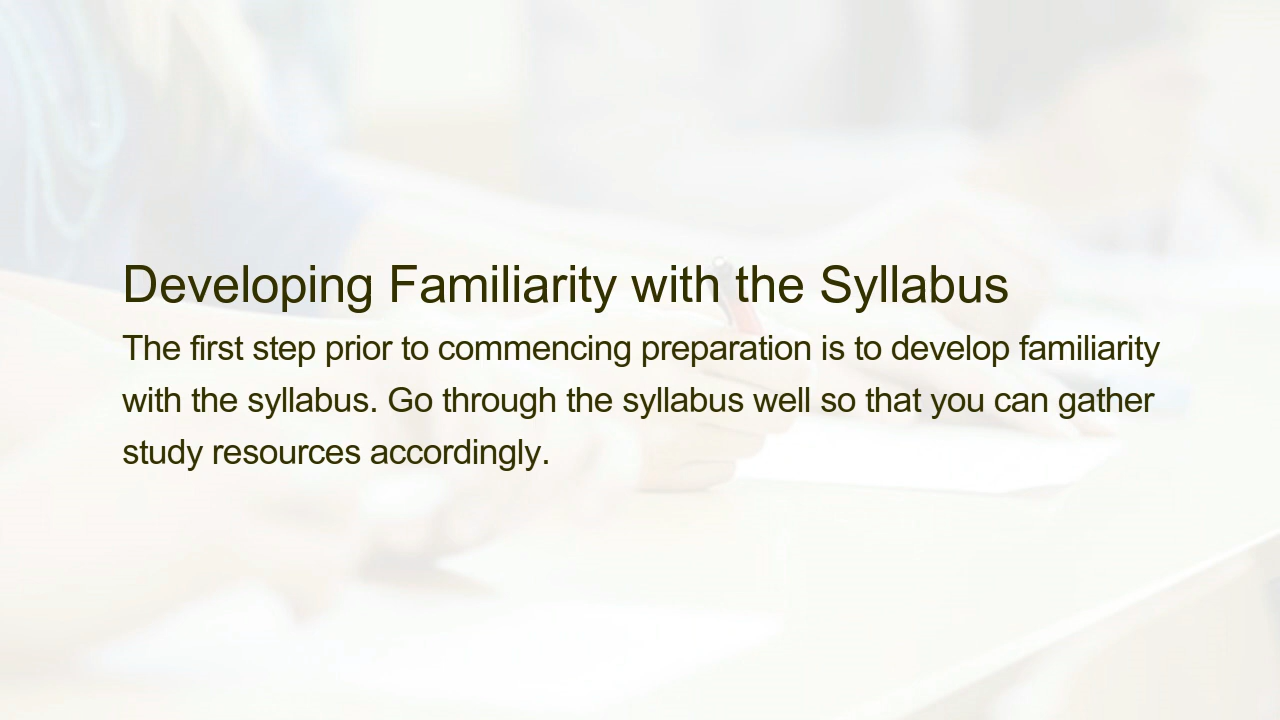 Developing Familiarity with the Syllabus
The first step prior to commencing preparation is to develop familiarity
with the syllabus. Go through the syllabus well so that you can gather
study resources accordingly.